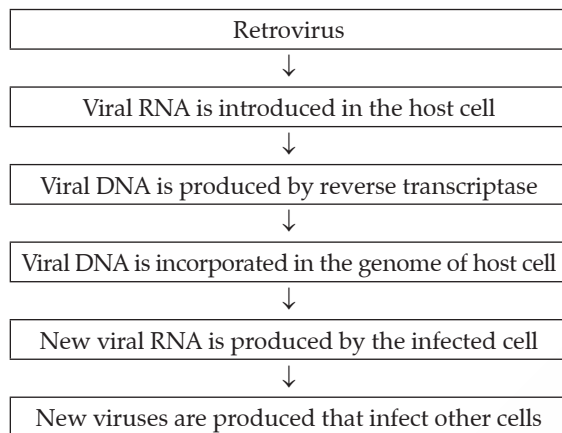 Retrovirus
↓
Viral RNA is introduced in the host cell
↓
Viral DNA is produced by reverse transcriptase
↓
Viral DNA is incorporated in the genome of host cell
↓
New viral RNA is produced by the infected cell
↓
New viruses are produced that infect other cells